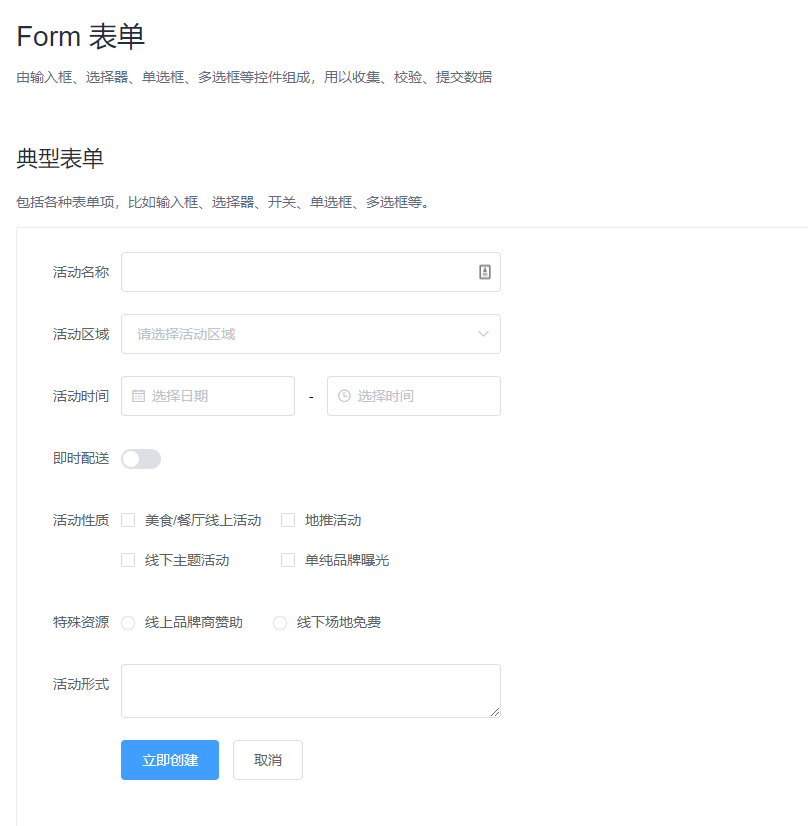 Form 表单
由输入框、选择器、单选框、多选框等控件组成，用以收集、校验、提交数据
典型表单
包括各种表单项，比如输入框、选择器、开关、单选框、多选框等。
活动名称
活动区域 请选择活动区域
活动时间 选择日期 - 选择时间
即时配送
活动性质 美食/餐厅线上活动 地推活动
线下主题活动 单纯品牌曝光
特殊资源 线上品牌商赞助 线下场地免费
活动形式
立即创建 取消